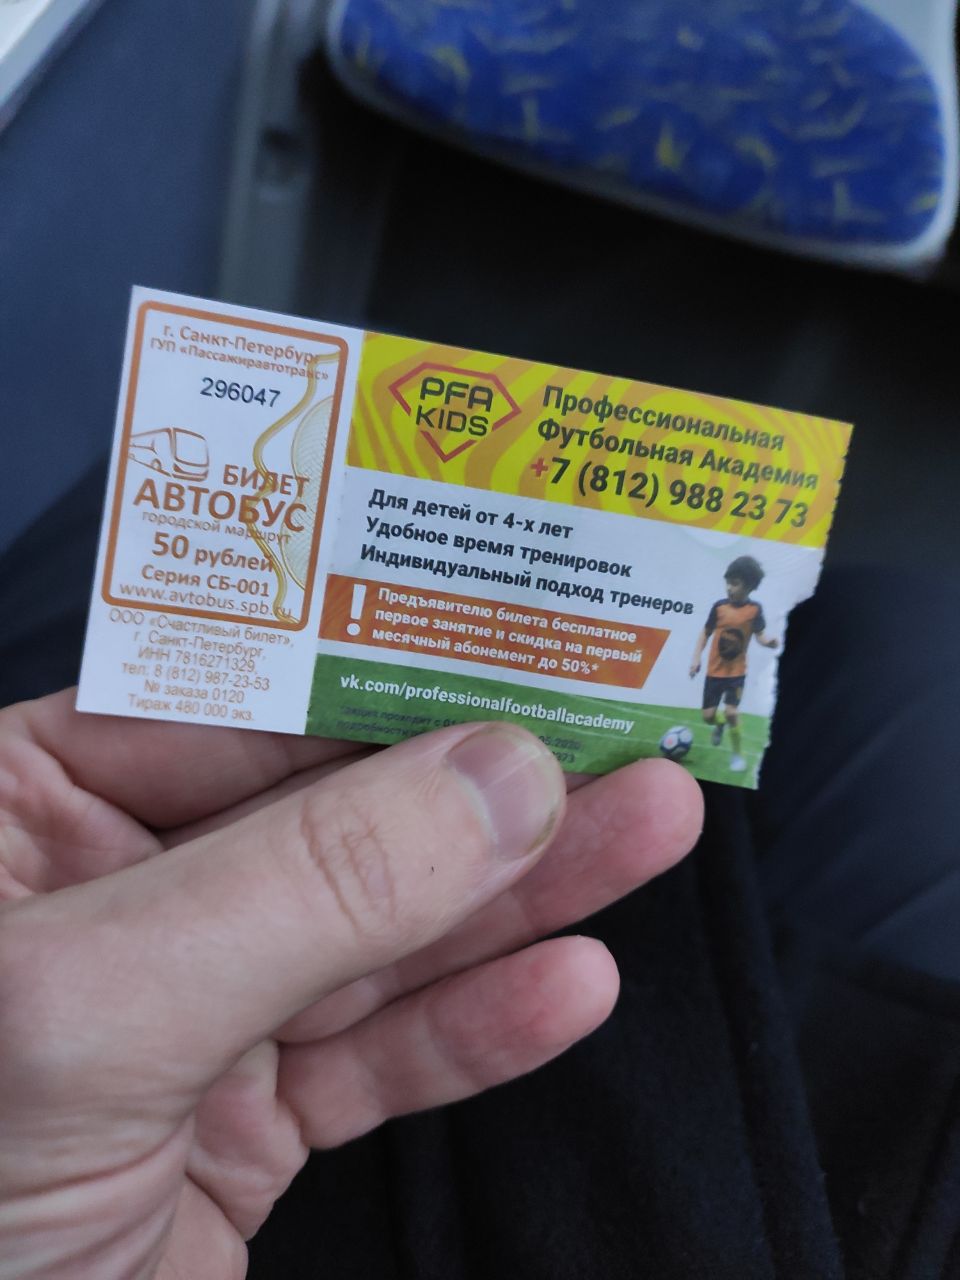 г. Санкт-Петербург
ГУП «Пассажиравтотранс»
296047
БИЛЕТ
АВТОБУС
городской маршрут
50 рублей
Серия СБ-001
www.avtobus.spb.ru
ООО «Счастливый билет»,
г. Санкт-Петербург,
ИНН 7816271329,
тел: 8 (812) 987-23-53
№ заказа 0120
Тираж 480 000 экз.
PFA
KIDS
Профессиональная
Футбольная Академия
+7 (812) 988 23 73
Для детей от 4-х лет
Удобное время тренировок
Индивидуальный подход тренеров
!
Предъявителю билета бесплатное
первое занятие и скидка на первый
месячный абонемент до 50%*
vk.com/professionalfootballacademy
*акция проходит с
подробности